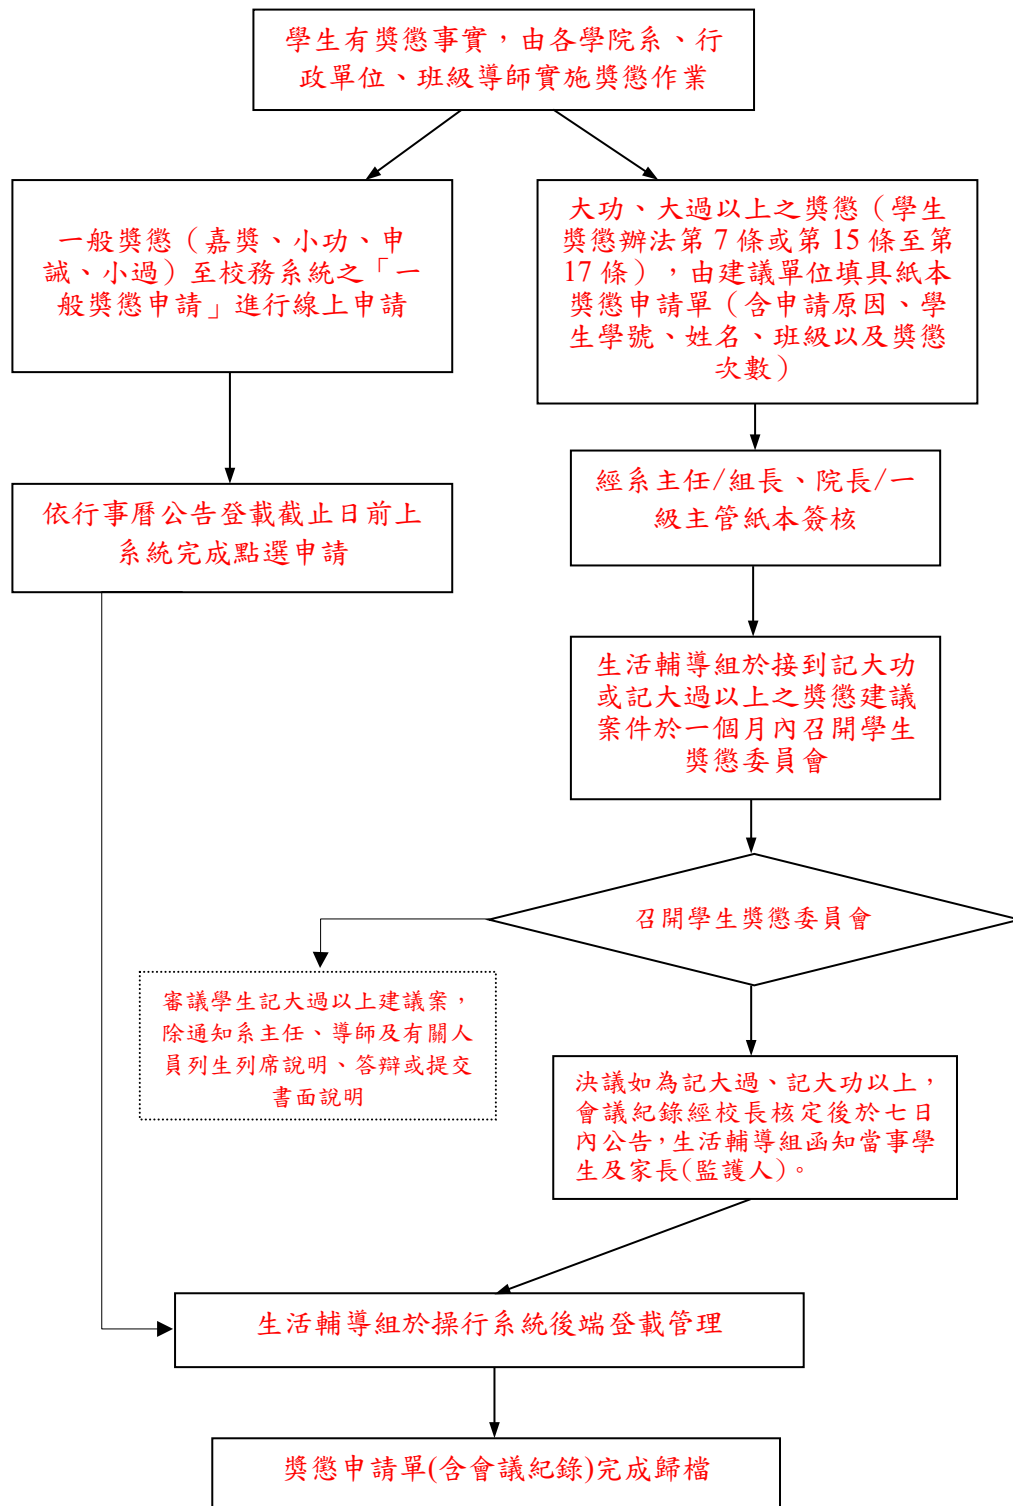 學生有獎懲事實，由各學院系、行
政單位、班級導師實施獎懲作業
一般獎懲（嘉獎、小功、申
誡、小過）至校務系統之「一
般獎懲申請」進行線上申請
大功、大過以上之獎懲（學生
獎懲辦法第 7 條或第 15 條至第
17 條），由建議單位填具紙本
獎懲申請單（含申請原因、學
生學號、姓名、班級以及獎懲
次數）
依行事曆公告登載截止日前上
系統完成點選申請
經系主任/組長、院長/一
級主管紙本簽核
生活輔導組於接到記大功
或記大過以上之獎懲建議
案件於一個月內召開學生
獎懲委員會
召開學生獎懲委員會
審議學生記大過以上建議案，
除通知系主任、導師及有關人
員列生列席說明、答辯或提交
書面說明
決議如為記大過、記大功以上，
會議紀錄經校長核定後於七日
內公告，生活輔導組函知當事學
生及家長(監護人)。
生活輔導組於操行系統後端登載管理
獎懲申請單(含會議紀錄)完成歸檔